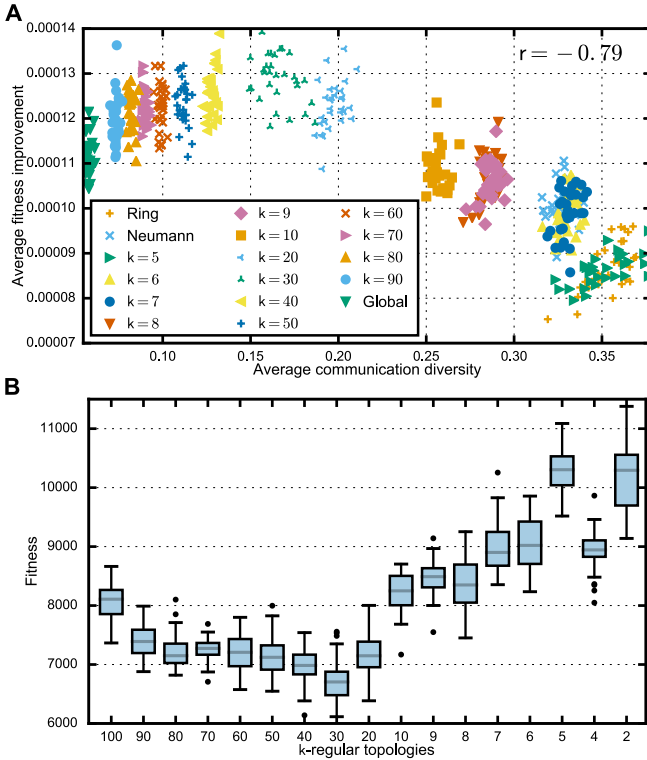 A
0.00014
0.00013
0.00012
0.00011
0.00010
0.00009
0.00008
0.00007
Average fitness improvement
r = −0.79
Ring
Neumann
k = 5
k = 6
k = 7
k = 8
k = 9
k = 10
k = 20
k = 30
k = 40
k = 50
k = 60
k = 70
k = 80
k = 90
Global
0.10 0.15 0.20 0.25 0.30 0.35
Average communication diversity
B
11000
10000
9000
8000
7000
6000
Fitness
100 90 80 70 60 50 40 30 20 10 9 8 7 6 5 4 2
k-regular topologies